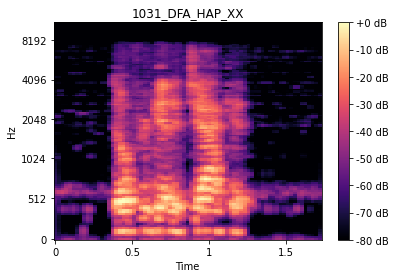 1031_DFA_HAP_XX
Hz
8192
4096
2048
1024
512
0
0
0.5
1
1.5
Time
+0 dB
-10 dB
-20 dB
-30 dB
-40 dB
-50 dB
-60 dB
-70 dB
-80 dB